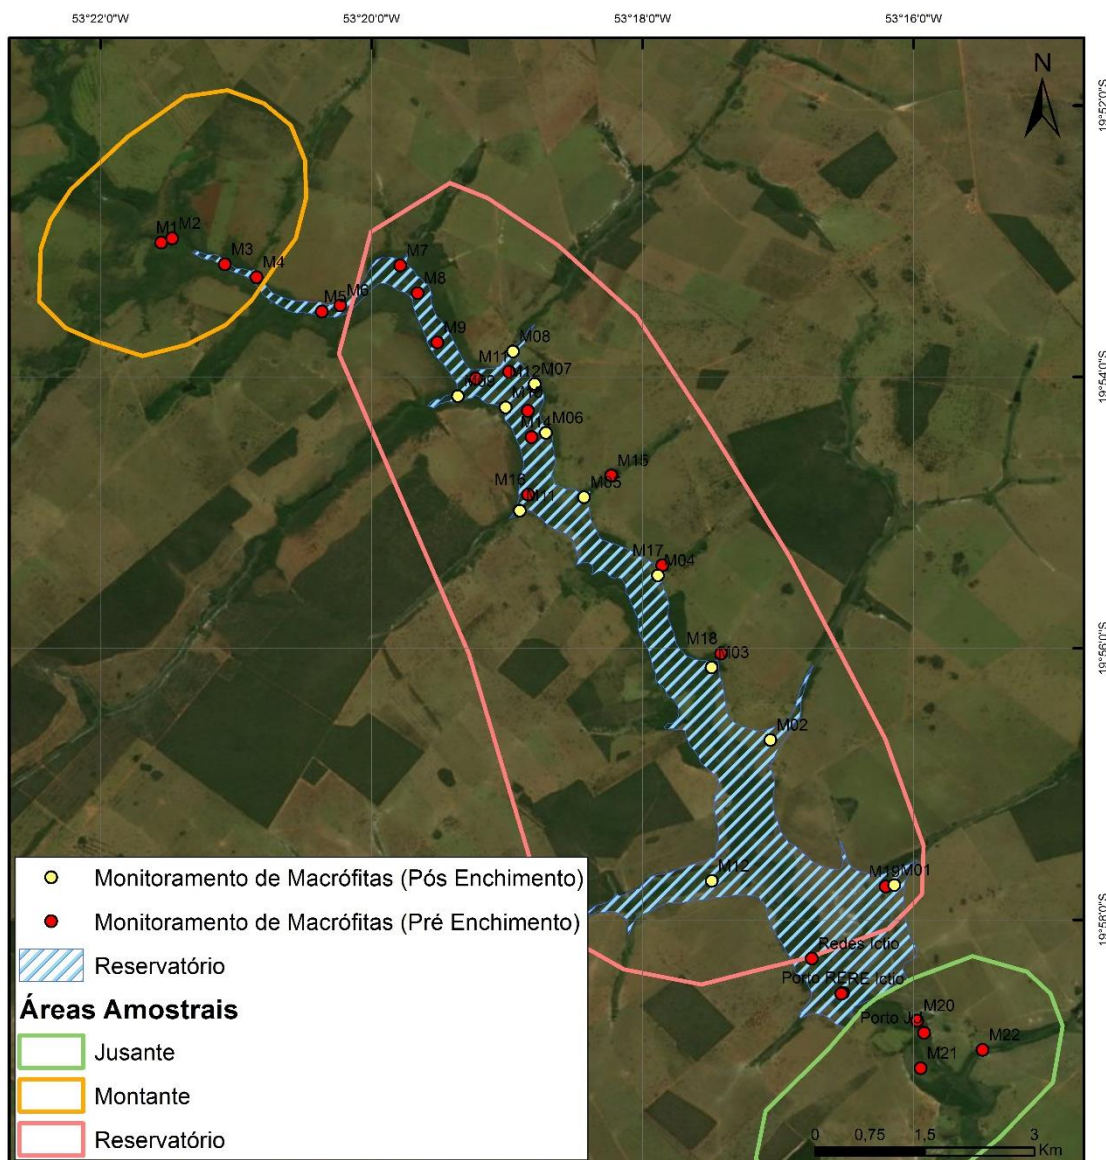 53°22'0"W 53°20'0"W 53°18'0"W 53°16'0"W
N
19°52'0"S
M1 M2
M3
M4
M5 M6
M7
M8
M9
M08
M11
M12 M07
M09
M10
M06
M14
M15
M16
M05
M11
M17
M04
M18
M03
M02
M12
M19 M01
Redes Ictio
Porto RERE Ictio
M20
M22
M21
19°54'0"S
19°56'0"S
19°58'0"S
Monitoramento de Macrófitas (Pós Enchimento)
Monitoramento de Macrófitas (Pré Enchimento)
Reservatório
Áreas Amostrais
Jusante
Montante
Reservatório
0 0,75 1,5 3
Km